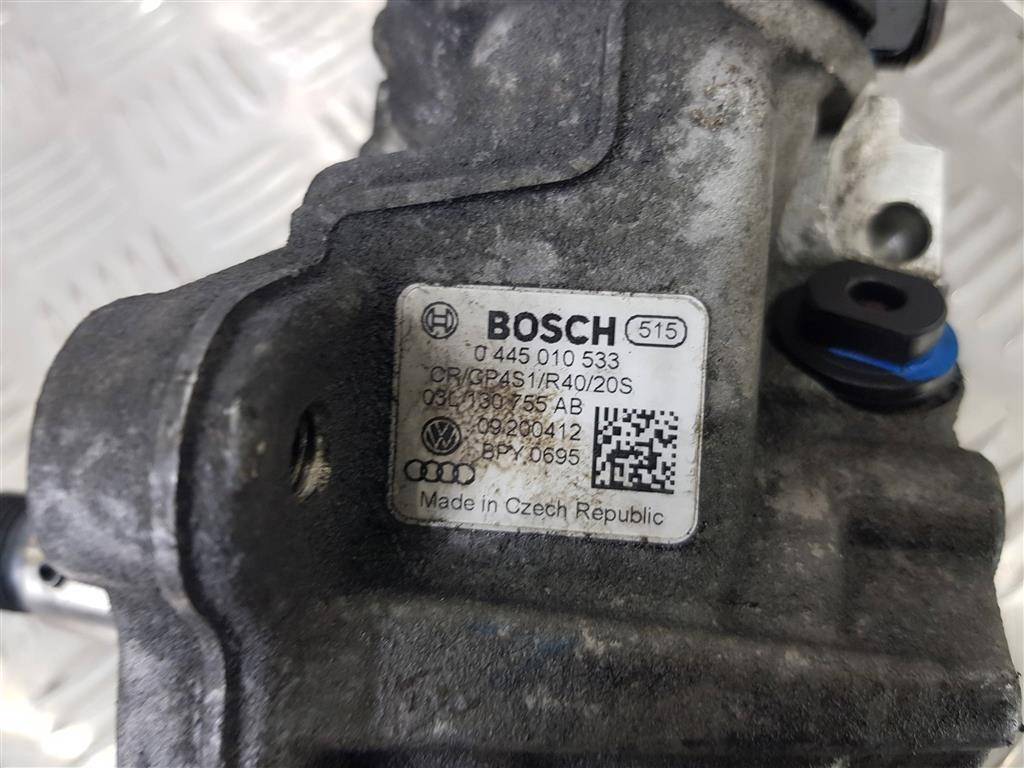 BOSCH 515
0 445 010 533
CR/CP4S1/R40/20S
03L 130 755 AB
09200412
BPY 0695
Made in Czech Republic